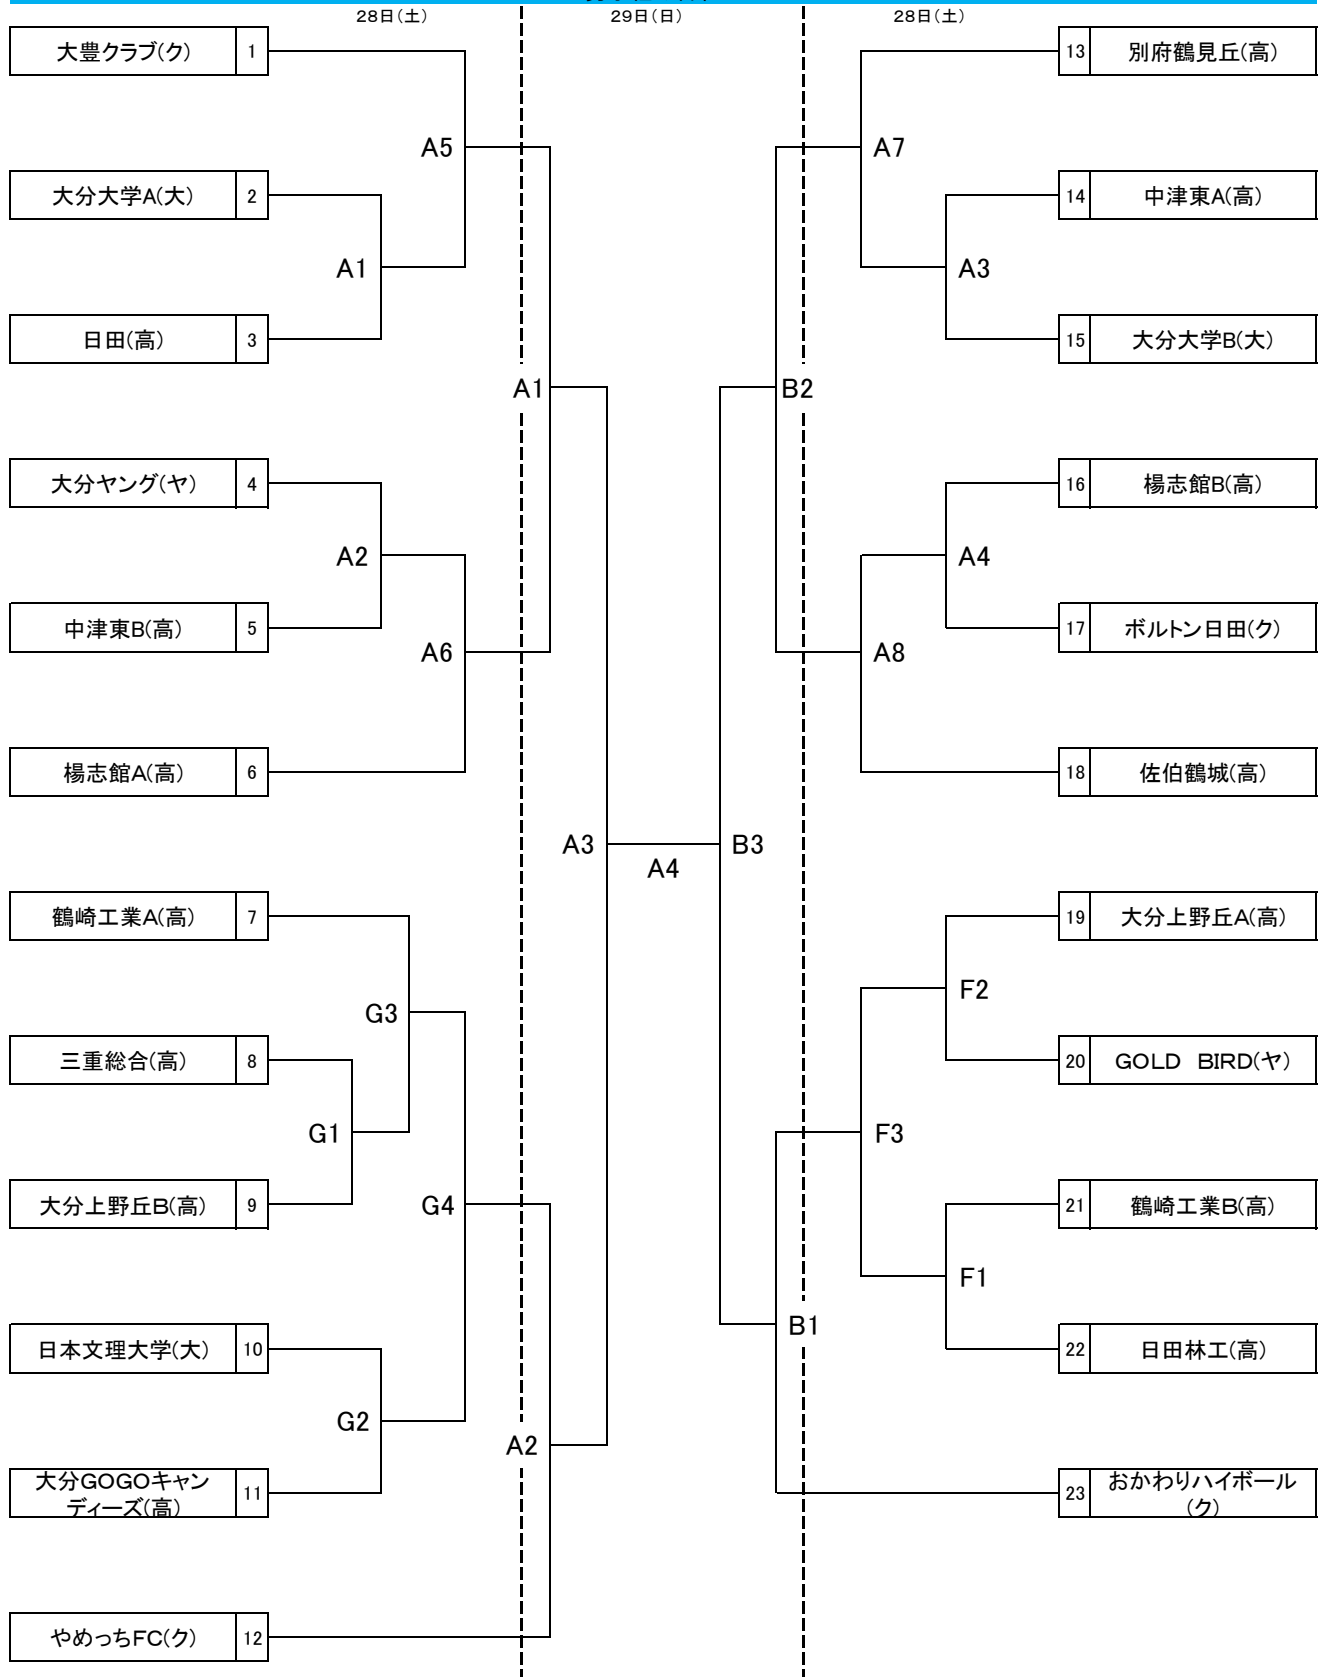 28日(土)
29日(日)
28日(土)
大豊クラブ(ク) 1
13 別府鶴見丘(高)
A5
A7
大分大学A(大) 2
14 中津東A(高)
A1
A3
日田(高) 3
15 大分大学B(大)
A1
B2
大分ヤング(ヤ) 4
16 楊志館B(高)
A2
A4
中津東B(高) 5
17 ボルトン日田(ク)
A6
A8
楊志館A(高) 6
18 佐伯鶴城(高)
A3
B3
A4
鶴崎工業A(高) 7
19 大分上野丘A(高)
F2
G3
三重総合(高) 8
20 GOLD BIRD(ヤ)
G1
F3
大分上野丘B(高) 9
G4
21 鶴崎工業B(高)
F1
B1
日本文理大学(大) 10
22 日田林工(高)
G2
A2
大分GOGOキャン
ディーズ(高)
11
23
おかわりハイボール
(ク)
やめっちFC(ク) 12